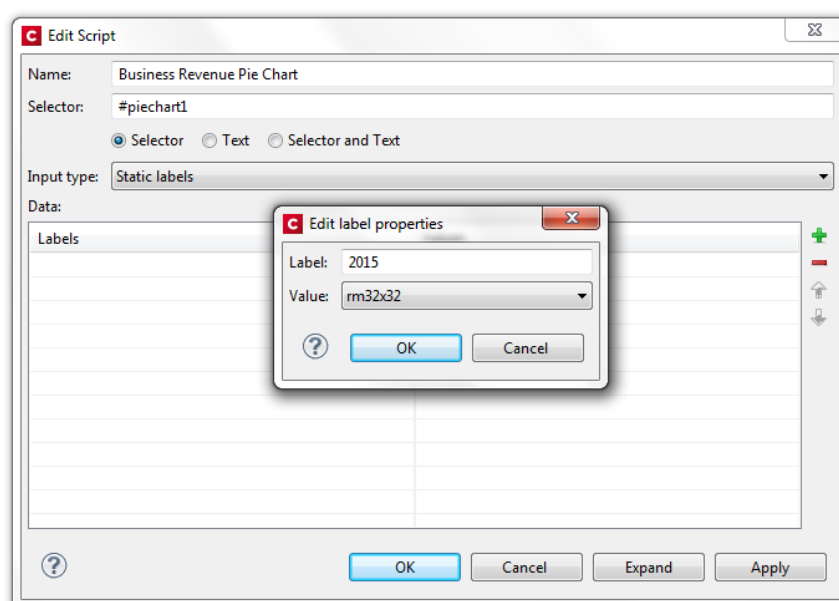 Edit Script
Name: Business Revenue Pie Chart
Selector: #piechart1
Selector Text Selector and Text
Input type: Static labels
Data:
Labels
Edit label properties
Label: 2015
Value: rm32x32
OK Cancel
OK Cancel Expand Apply